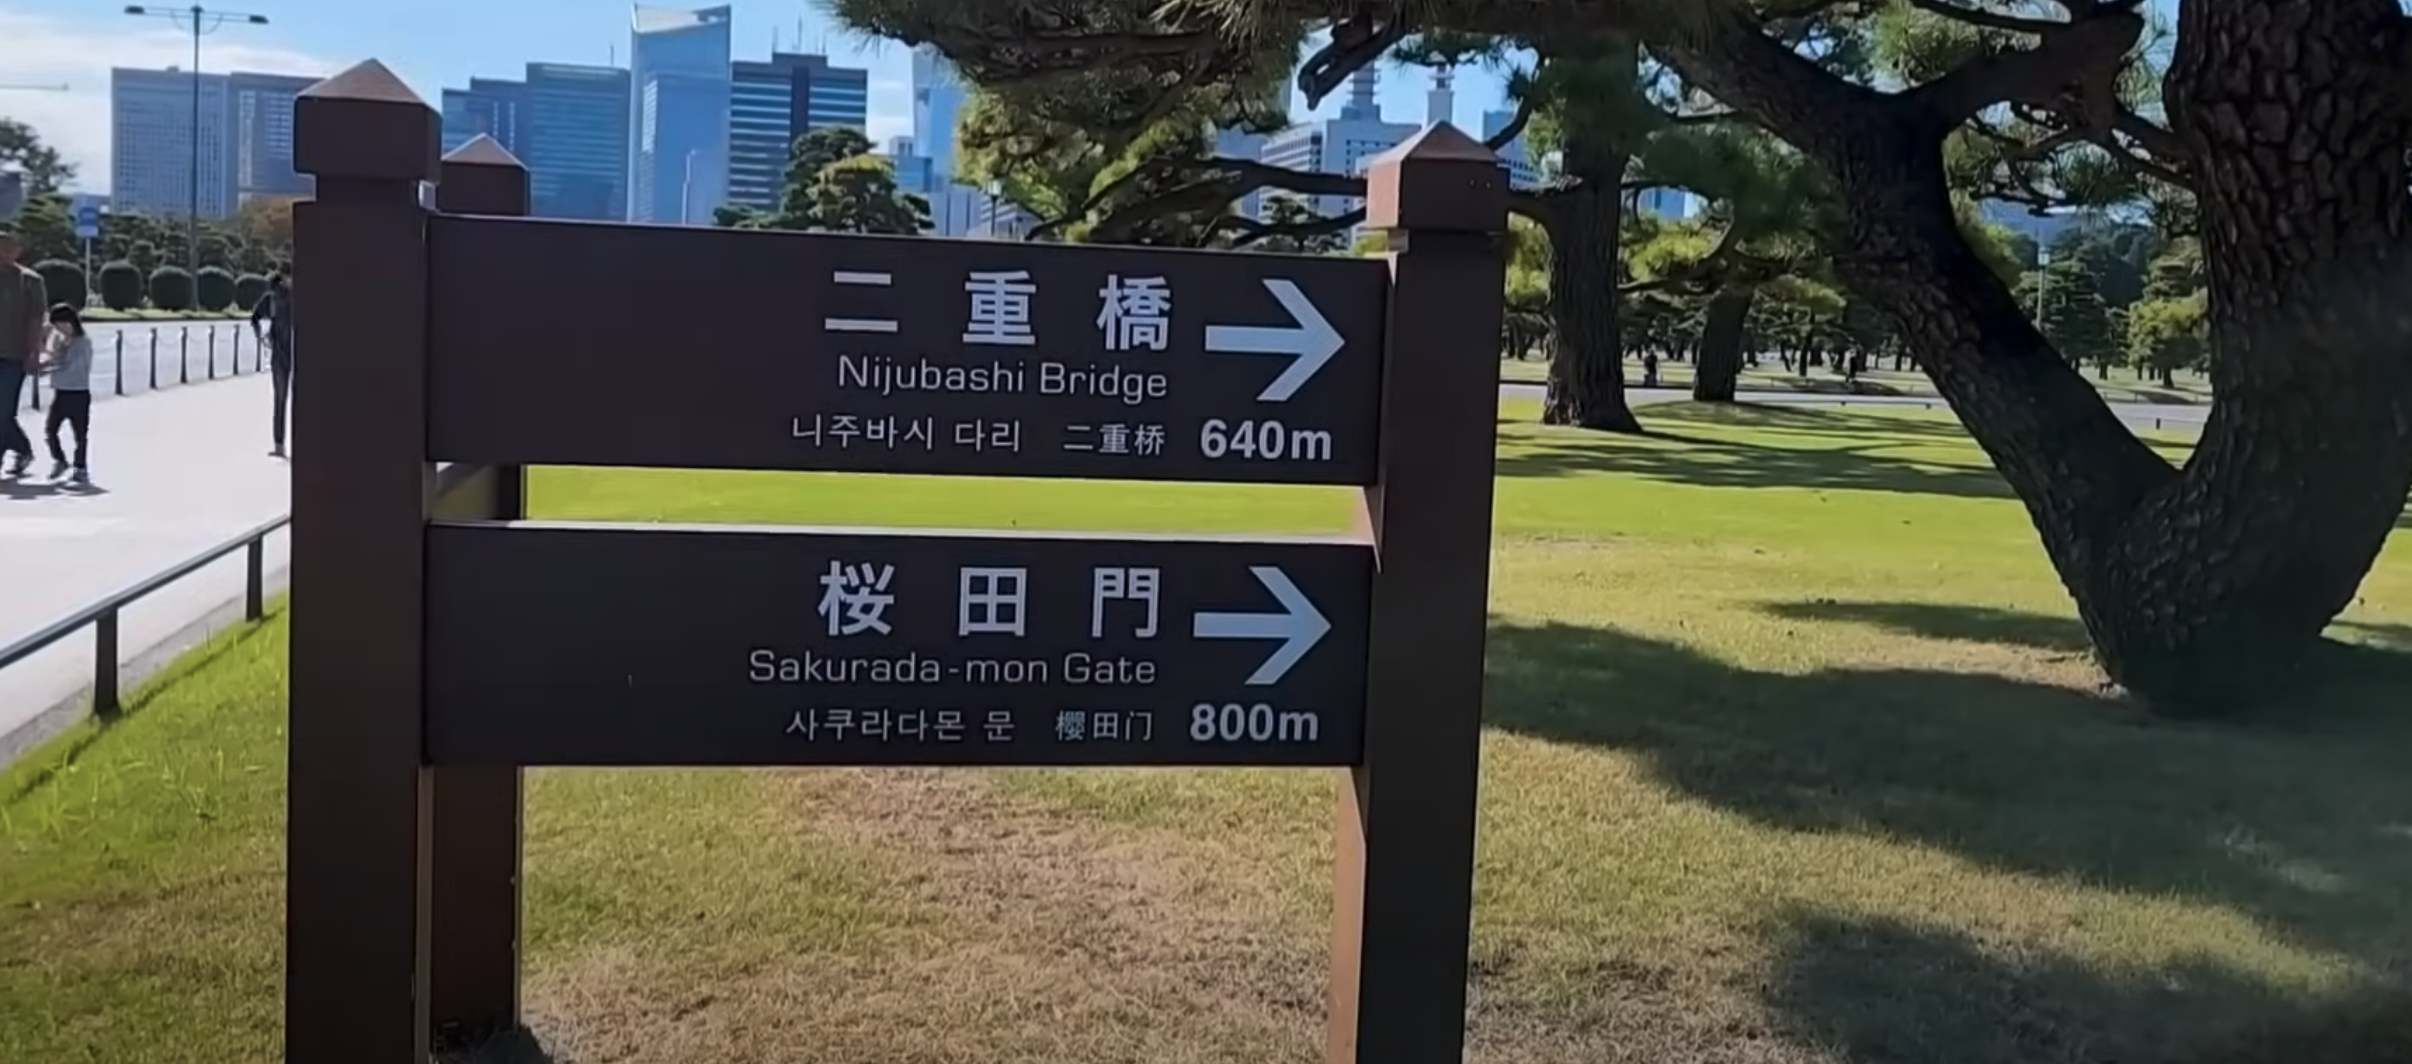 二重橋
Nijubashi Bridge
니주바시 다리 二重桥 640m
桜田門
Sakurada-mon Gate
사쿠라다몬 문 櫻田门 800m